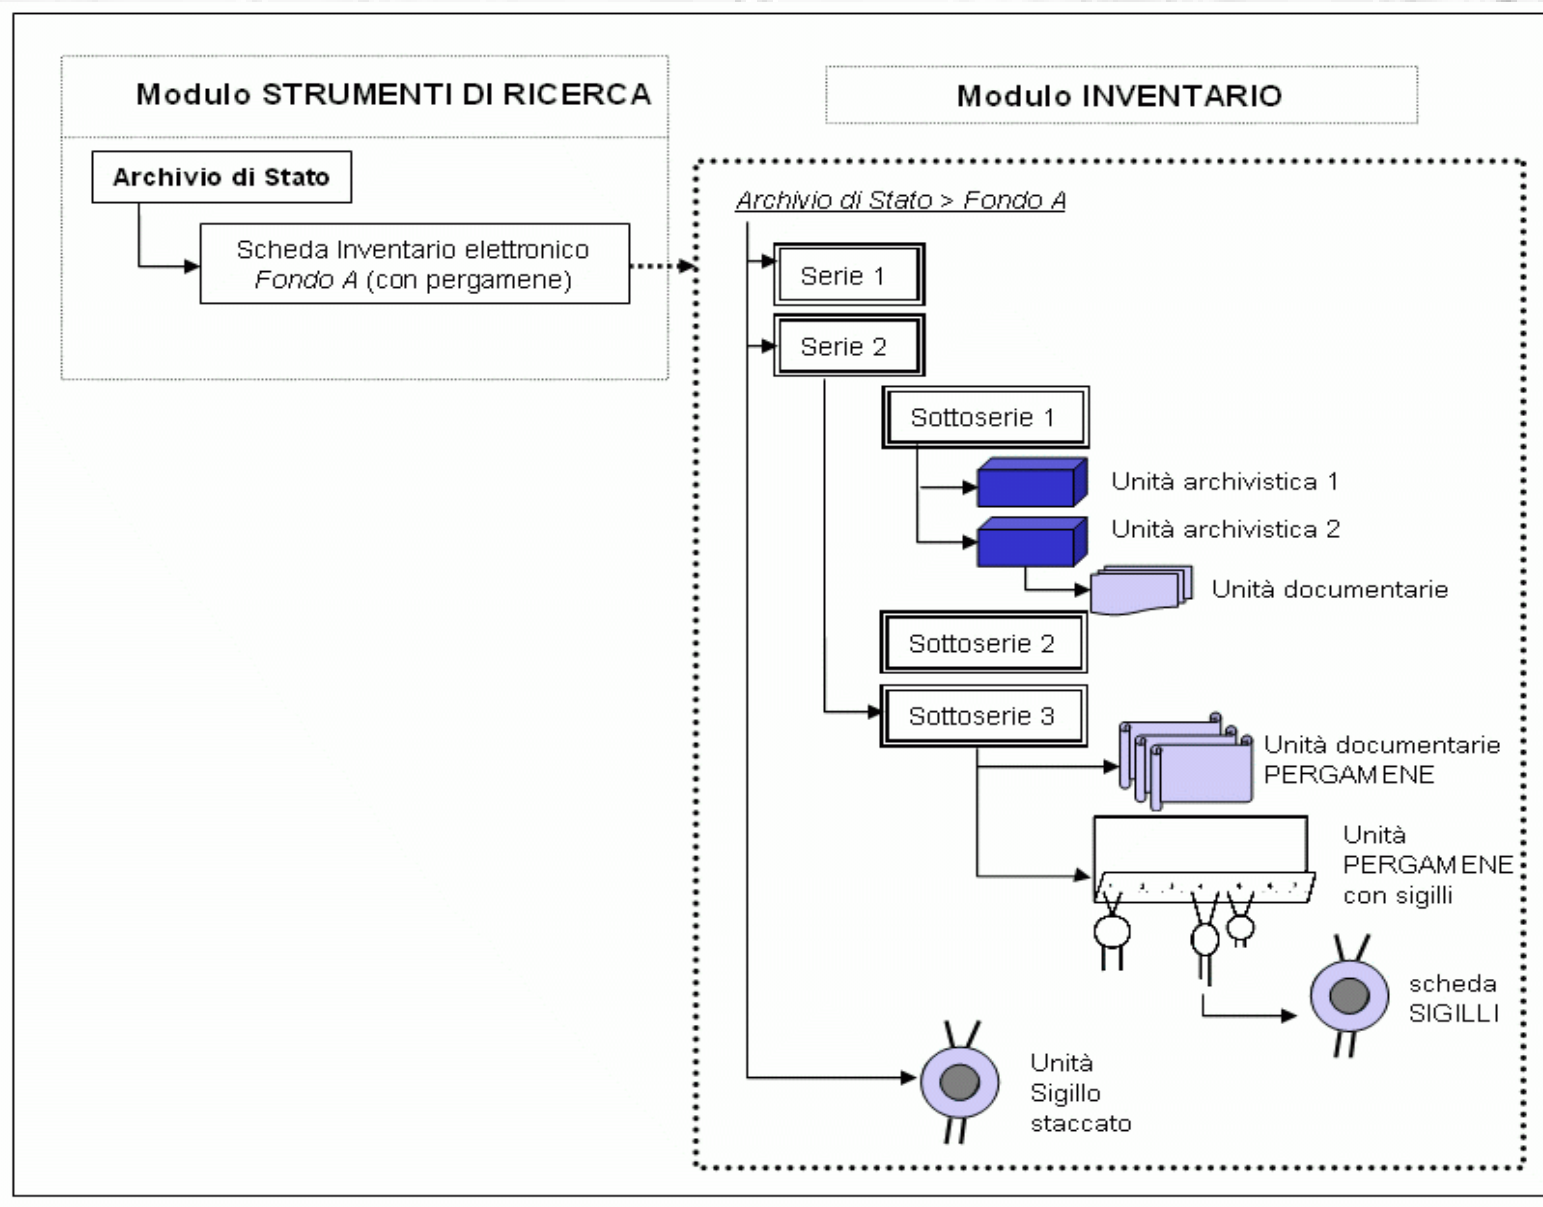 Modulo STRUMENTI DI RICERCA
Archivio di Stato
Scheda Inventario elettronico
Fondo A (con pergamene)
Modulo INVENTARIO
Archivio di Stato > Fondo A
Serie 1
Serie 2
Sottoserie 1
Unità archivistica 1
Unità archivistica 2
Unità documentarie
Sottoserie 2
Sottoserie 3
Unità documentarie
PERGAMENE
Unità
PERGAMENE
con sigilli
scheda
SIGILLI
Unità
Sigillo
staccato